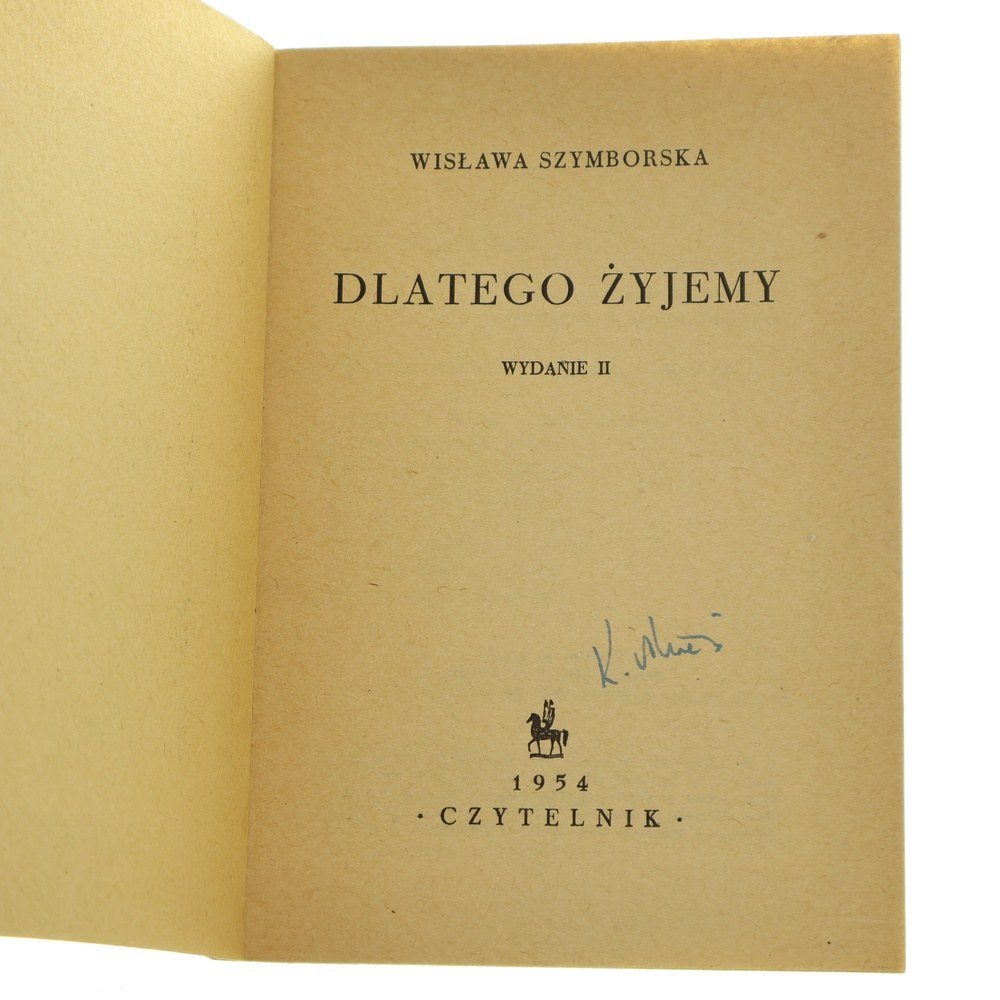 WISŁAWA SZYMBORSKA
DLATEGO ŻYJEMY
WYDANIE II
K.
1954
· CZYTELNIK ·